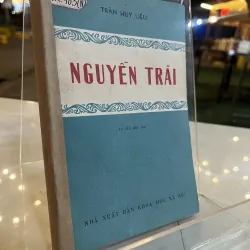 TRẦN HUY LIỆU
NGUYỄN TRÃI
NHÀ XUẤT BẢN KHOA HỌC XÃ HỘI